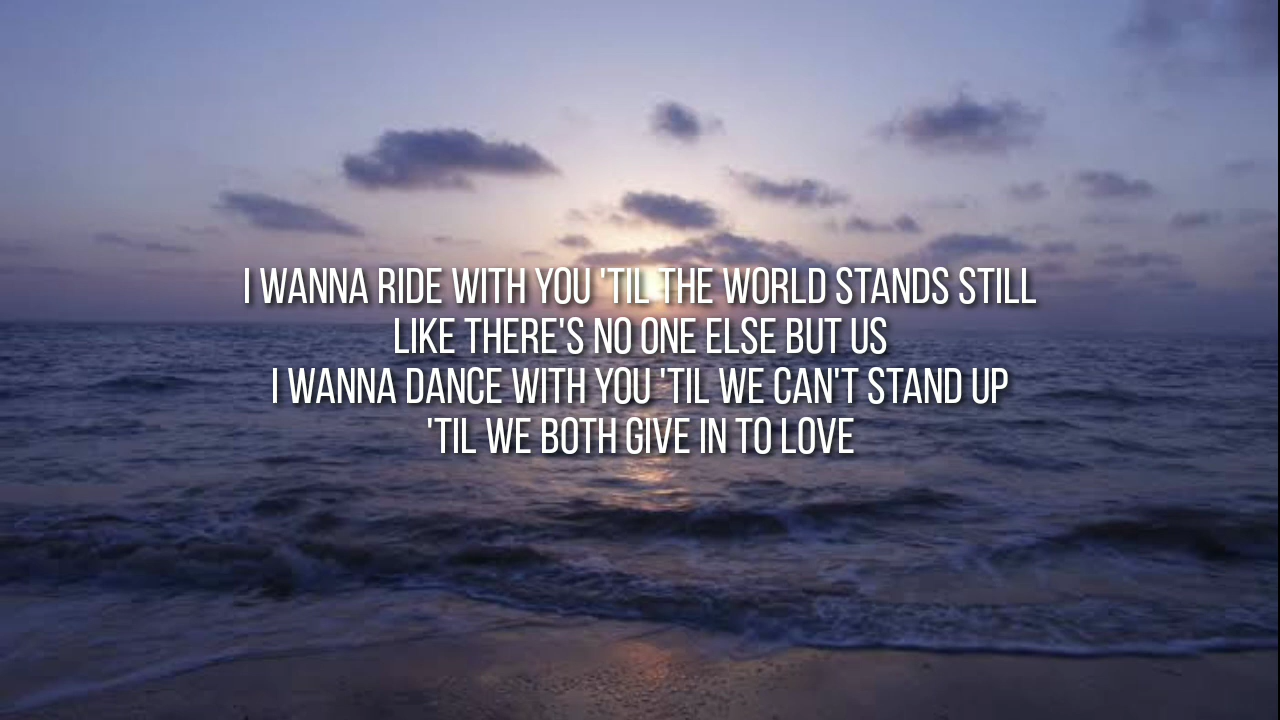 I WANNA RIDE WITH YOU 'TIL THE WORLD STANDS STILL
LIKE THERE'S NO ONE ELSE BUT US
I WANNA DANCE WITH YOU 'TIL WE CAN'T STAND UP
'TIL WE BOTH GIVE IN TO LOVE